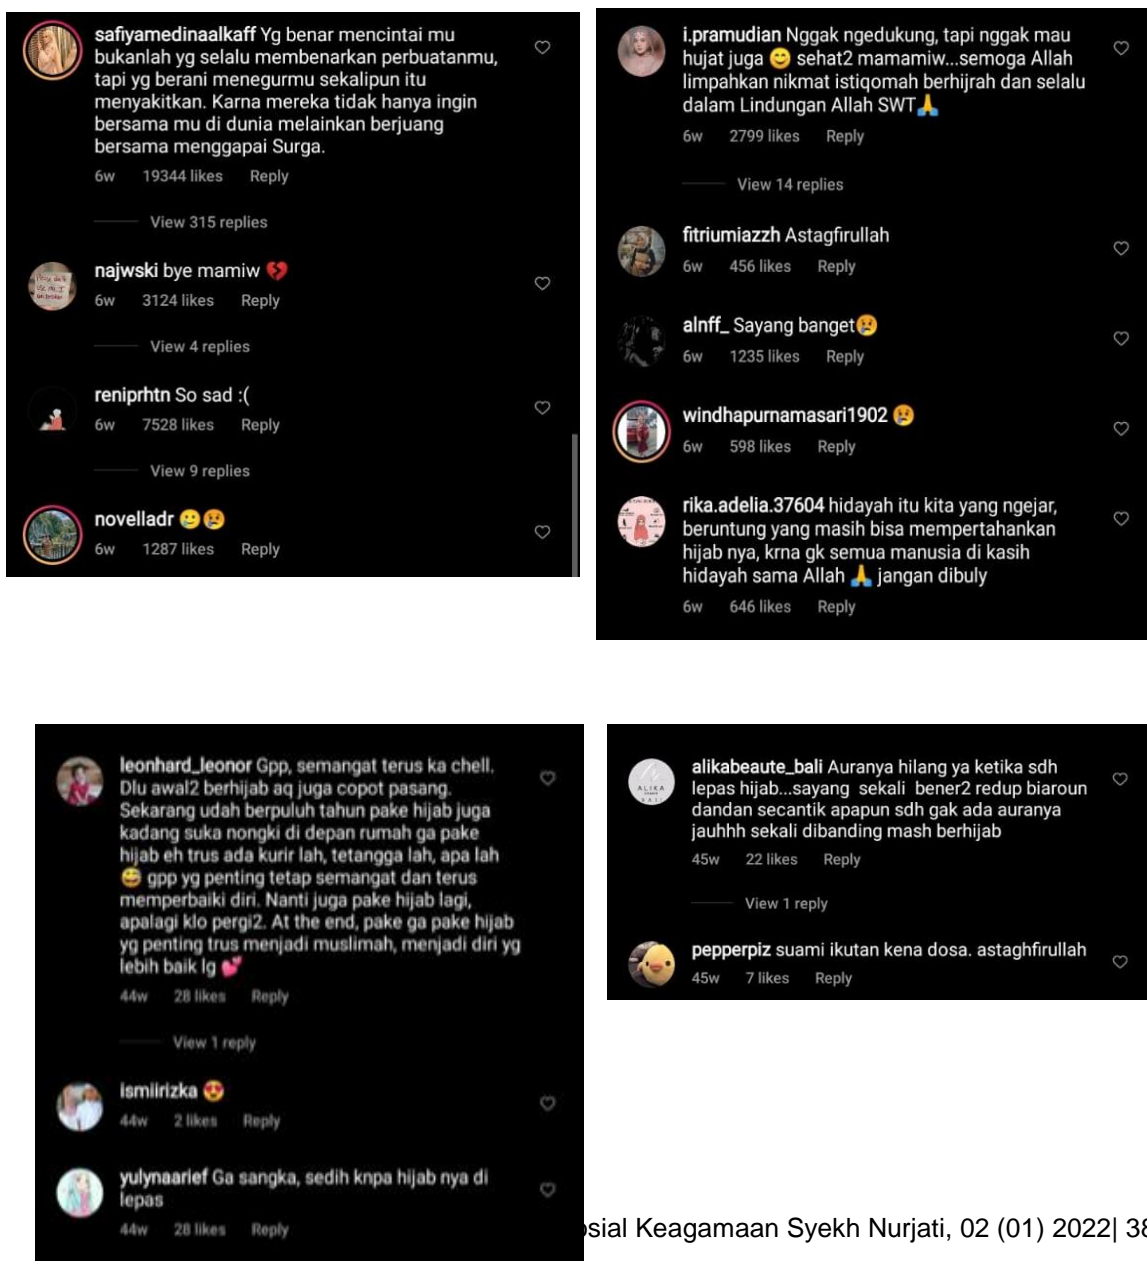 safiyamedinaalkaff Yg benar mencintai mu
bukanlah yg selalu membenarkan perbuatanmu,
tapi yg berani menegurmu sekalipun itu
menyakitkan. Karna mereka tidak hanya ingin
bersama mu di dunia melainkan berjuang
bersama menggapai Surga.
6w 19344 likes Reply
View 315 replies
najwski bye mamiw 💔
6w 3124 likes Reply
View 4 replies
reniprhtn So sad :(
6w 7528 likes Reply
View 9 replies
novelladr 🥲😢
6w 1287 likes Reply
i.pramudian Nggak ngedukung, tapi nggak mau
hujat juga 😊 sehat2 mamamiw...semoga Allah
limpahkan nikmat istiqomah berhijrah dan selalu
dalam Lindungan Allah SWT🙏
6w 2799 likes Reply
View 14 replies
fitriumiazzh Astagfirullah
6w 456 likes Reply
alnff_ Sayang banget😢
6w 1235 likes Reply
windhapurnamasari1902 😢
6w 598 likes Reply
rika.adelia.37604 hidayah itu kita yang ngejar,
beruntung yang masih bisa mempertahankan
hijab nya, krna gk semua manusia di kasih
hidayah sama Allah 🙏 jangan dibuly
6w 646 likes Reply
leonhard_leonor Gpp, semangat terus ka chell.
Dlu awal2 berhijab aq juga copot pasang.
Sekarang udah berpuluh tahun pake hijab juga
kadang suka nongki di depan rumah ga pake
hijab eh trus ada kurir lah, tetangga lah, apa lah
😅 gpp yg penting tetap semangat dan terus
memperbaiki diri. Nanti juga pake hijab lagi,
apalagi klo pergi2. At the end, pake ga pake hijab
yg penting trus menjadi muslimah, menjadi diri yg
lebih baik lg 💕
44w 28 likes Reply
View 1 reply
ismiirizka 😍
44w 2 likes Reply
yulynaarief Ga sangka, sedih knpa hijab nya di
lepas
44w 28 likes Reply
alikabeaute_bali Auranya hilang ya ketika sdh
lepas hijab...sayang sekali bener2 redup biaroun
dandan secantik apapun sdh gak ada auranya
jauhhh sekali dibanding mash berhijab
45w 22 likes Reply
View 1 reply
pepperpiz suami ikutan kena dosa. astaghfirullah
45w 7 likes Reply
ALIKA
sial Keagamaan Syekh Nurjati, 02 (01) 2022| 38